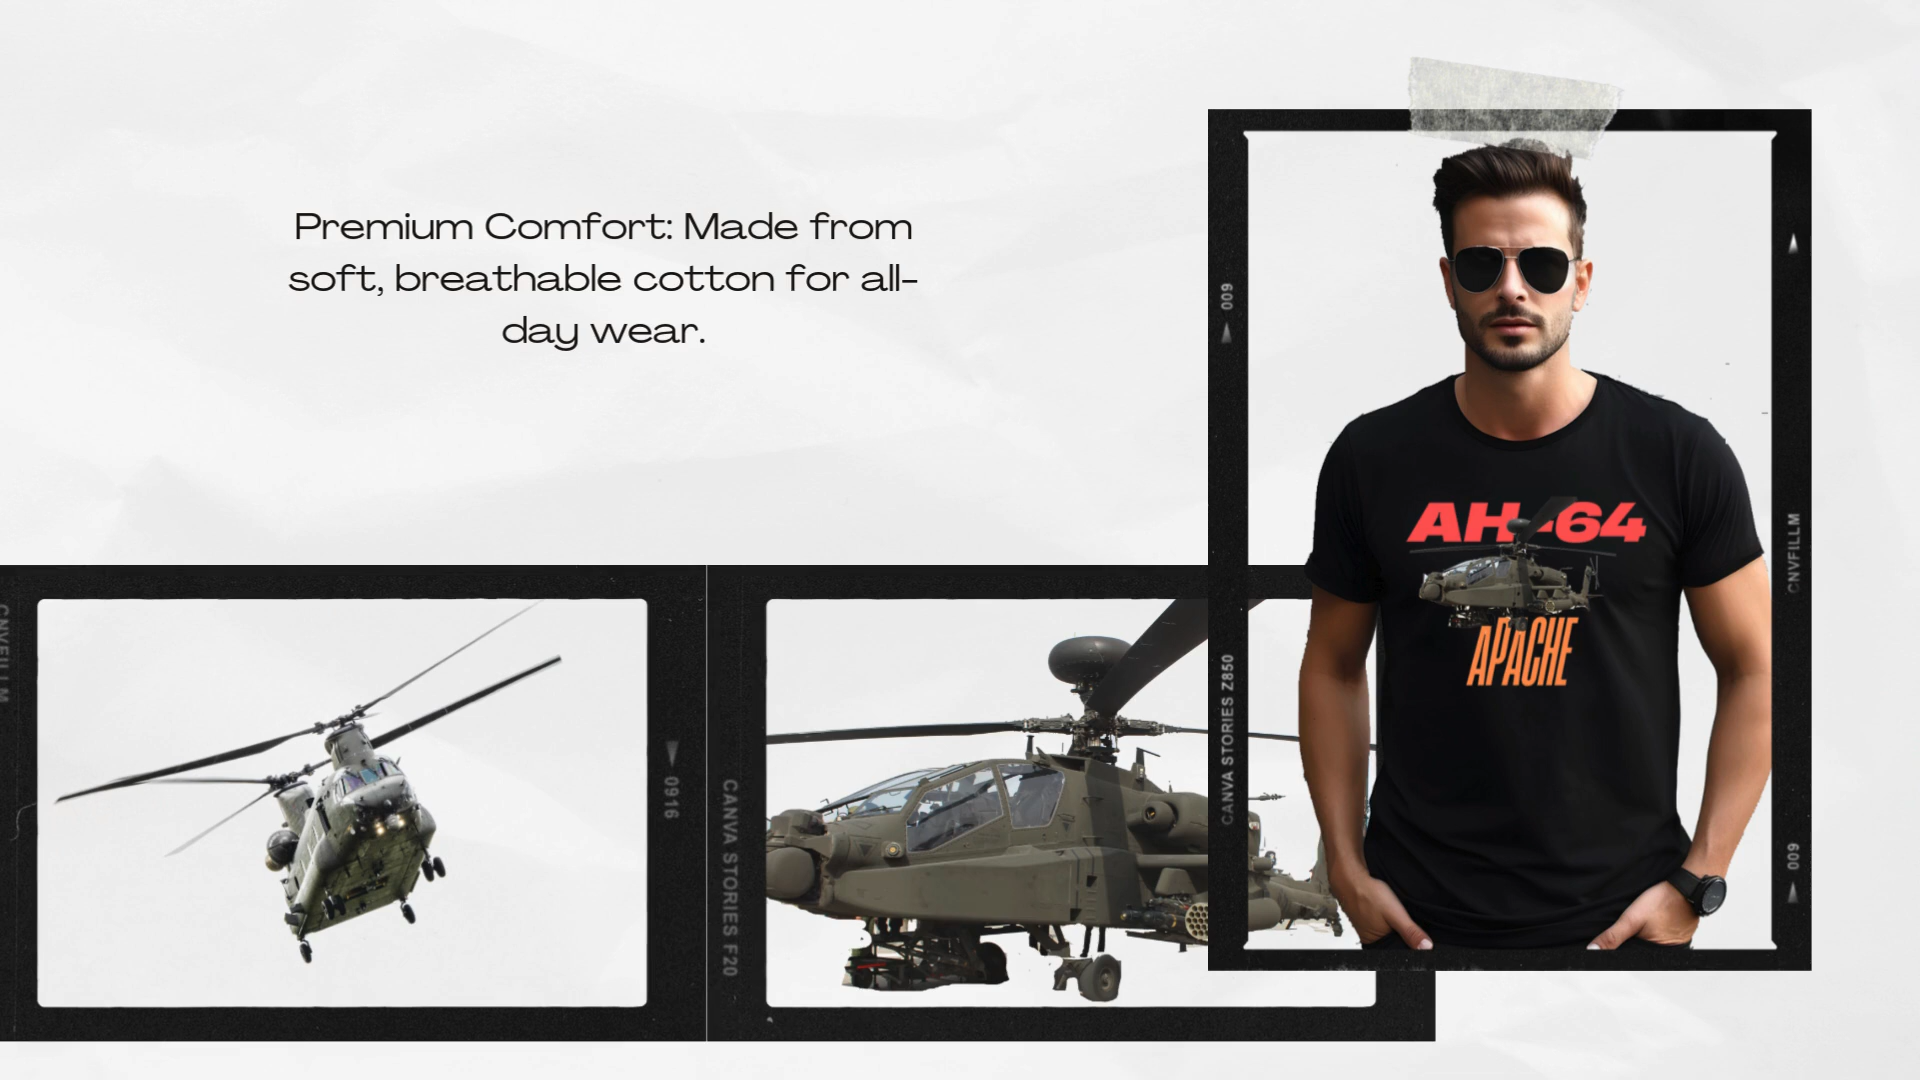 Premium Comfort: Made from
soft, breathable cotton for all-
day wear.
009
CNVFILLM
CANVA STORIES Z850
009
AH-64
APACHE
CNVFILLM
0916
CANVA STORIES F20